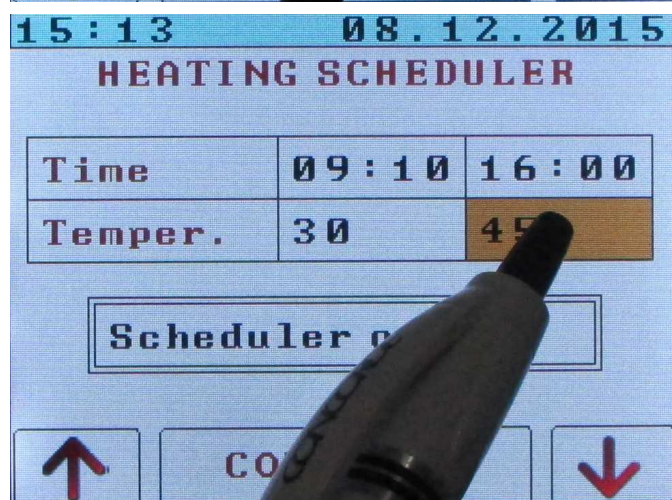 15:13 08.12.2015
HEATING SCHEDULER
Time 09:10 16:00
Temper. 30 45
Scheduler